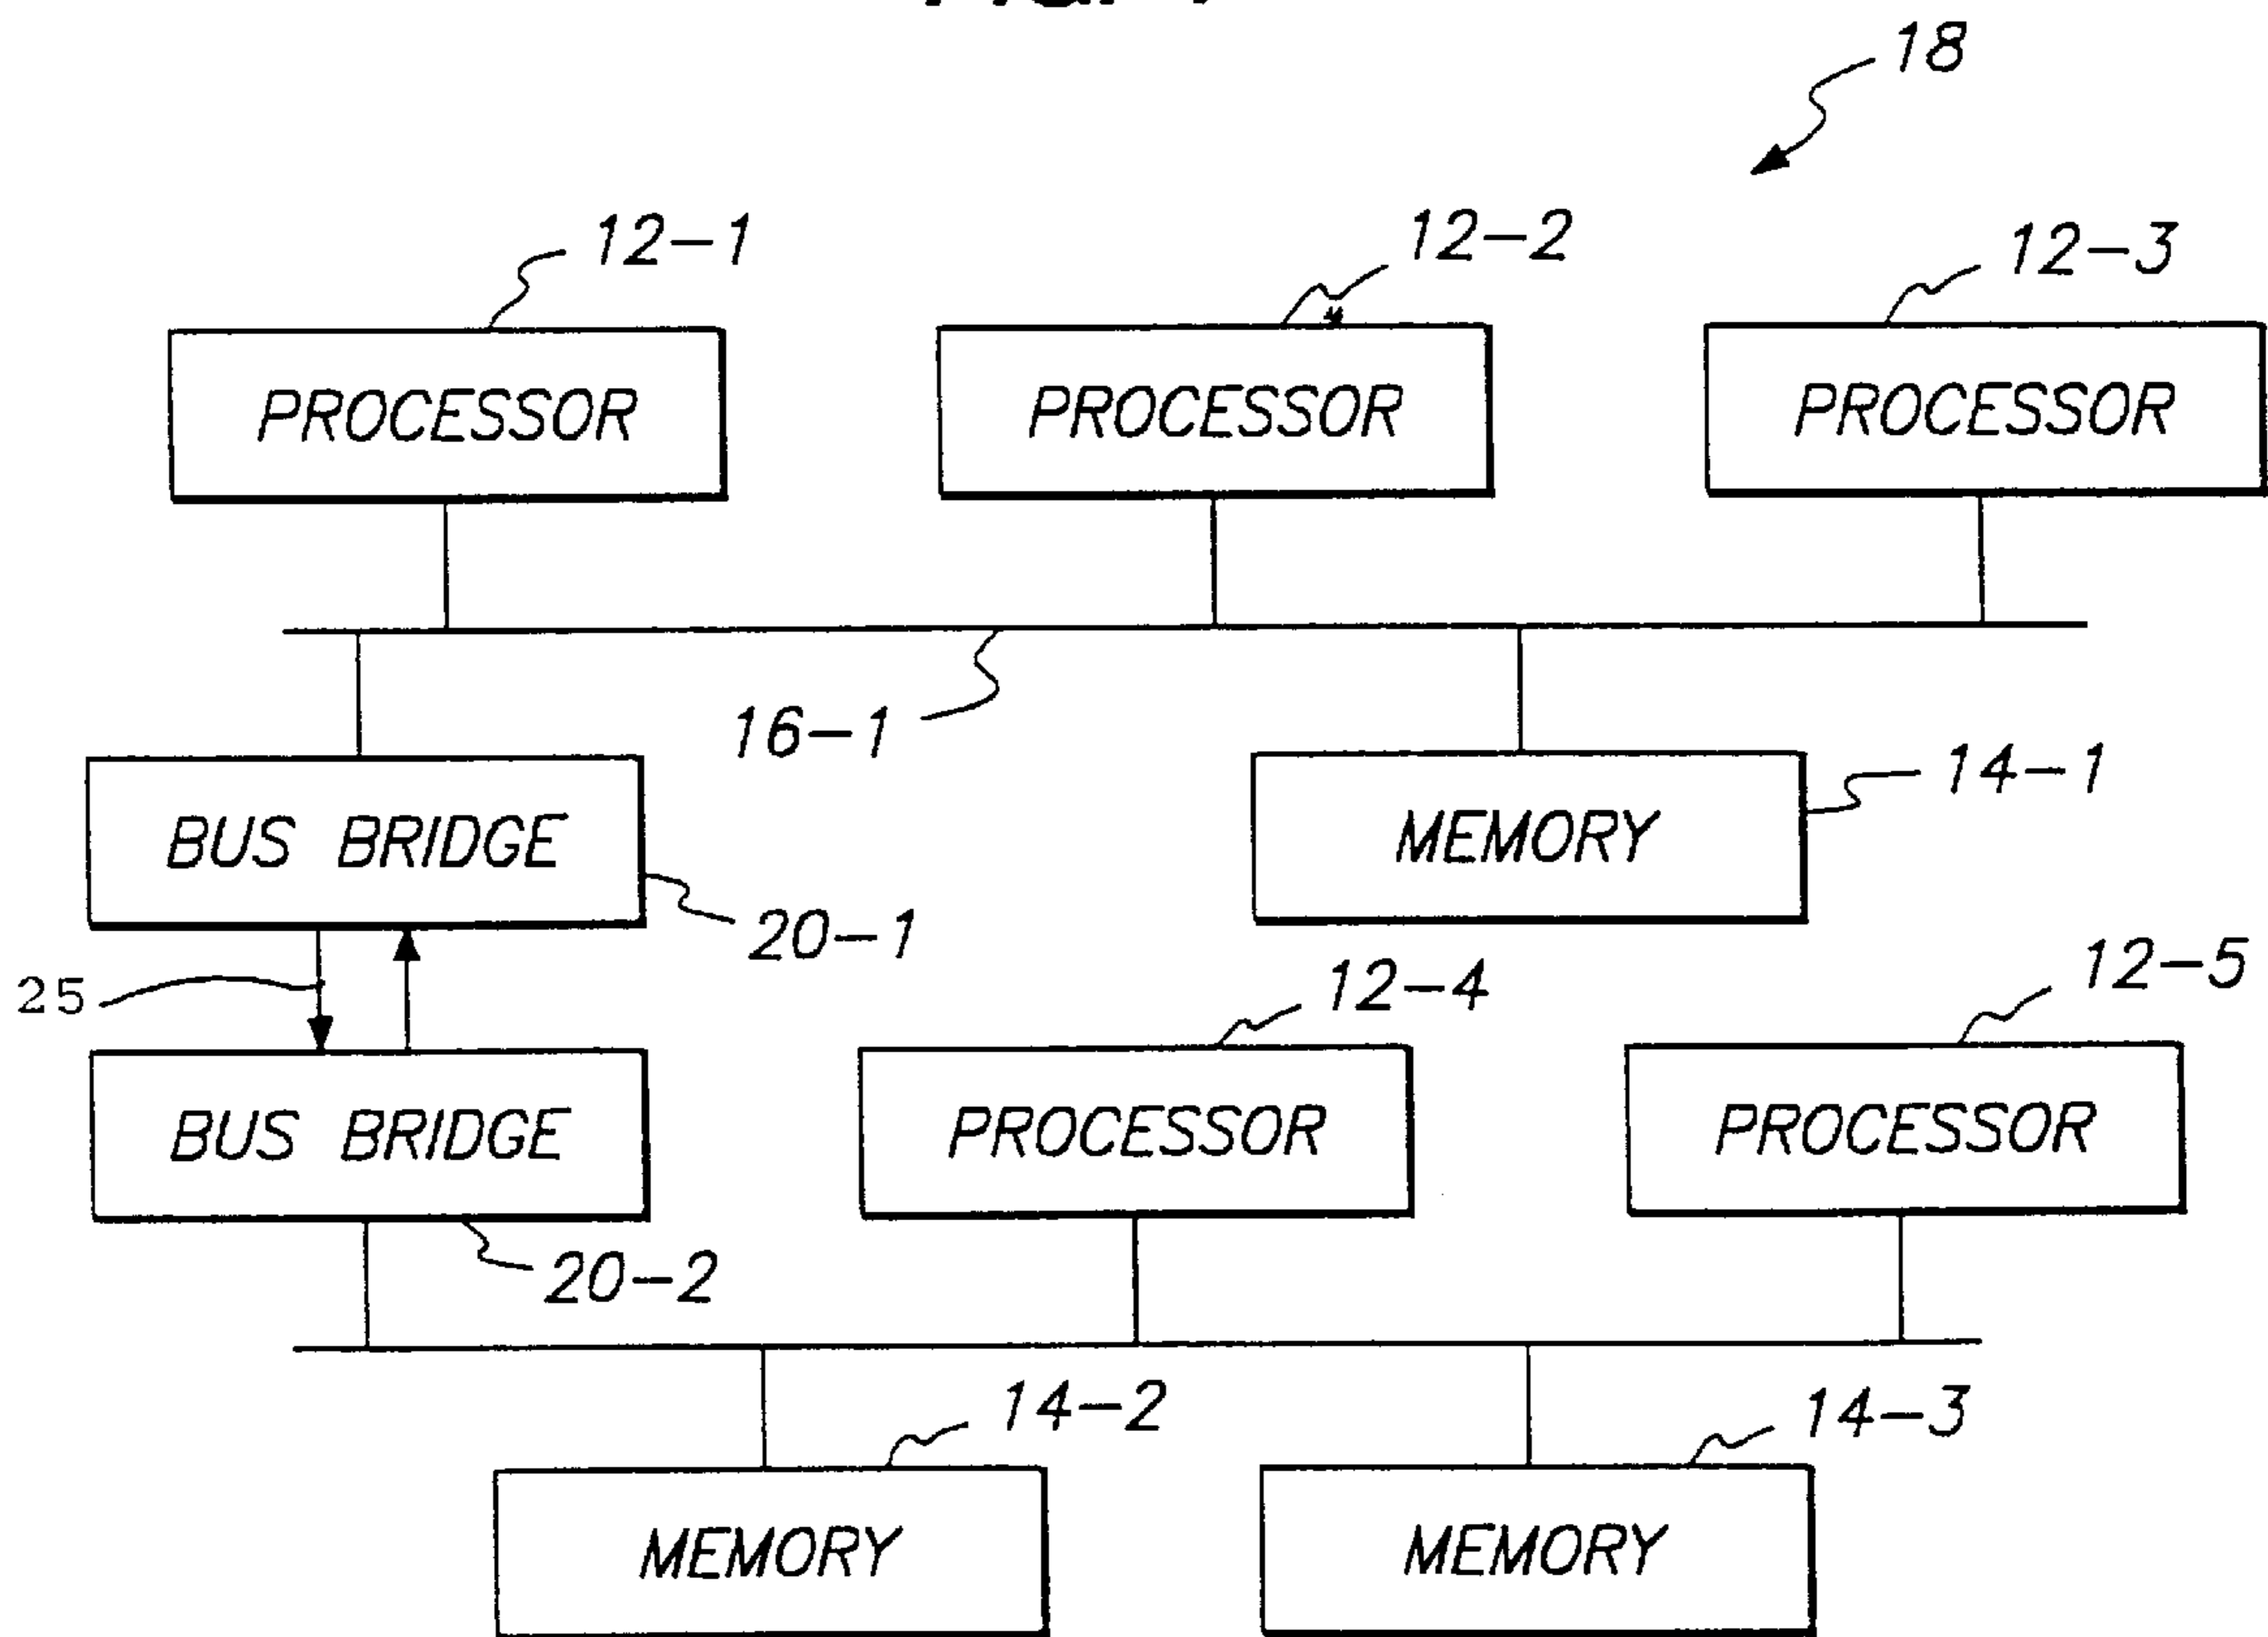 18
12-1
12-2
12-3
PROCESSOR
PROCESSOR
PROCESSOR
16-1
14-1
BUS BRIDGE
MEMORY
20-1
25
12-4
12-5
BUS BRIDGE
PROCESSOR
PROCESSOR
20-2
14-2
14-3
MEMORY
MEMORY